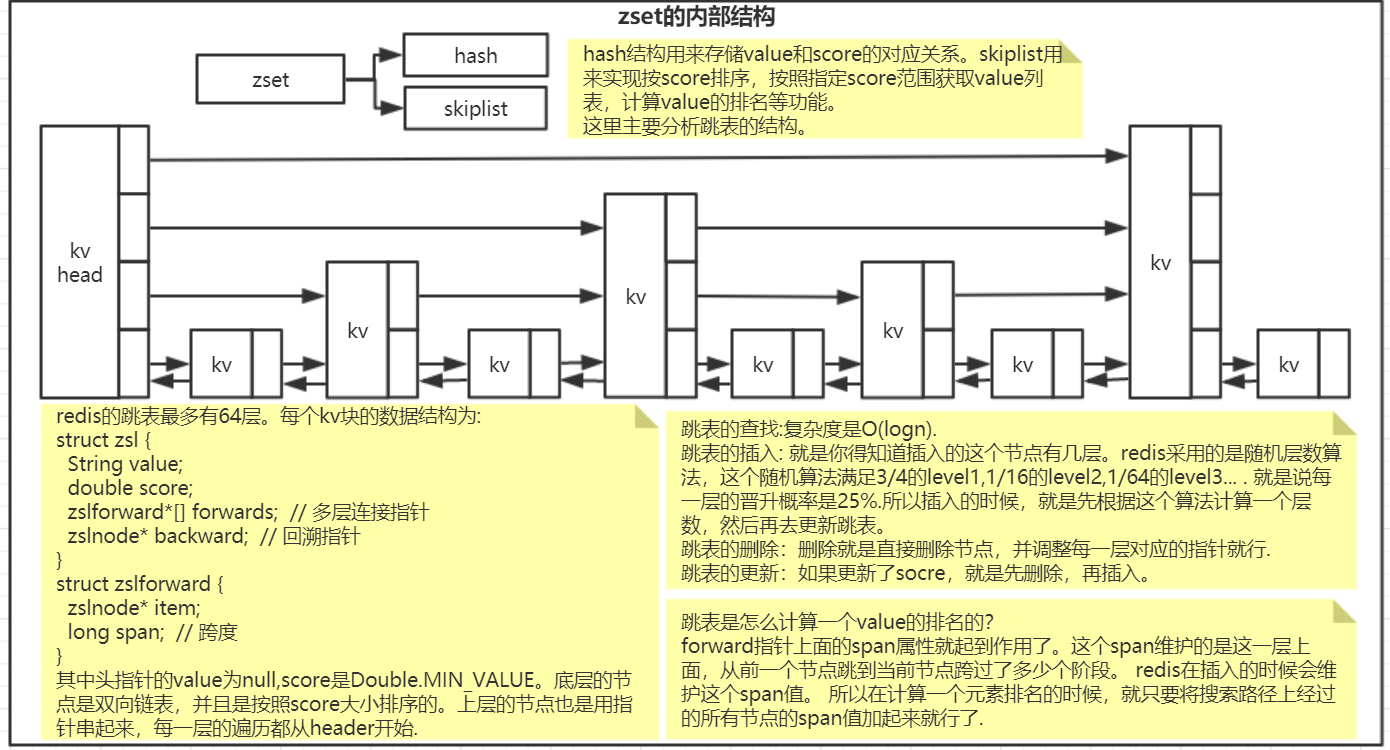 zset的内部结构
zset
hash
skiplist
hash结构用来存储value和score的对应关系。skiplist用
来实现按score排序，按照指定score范围获取value列
表，计算value的排名等功能。
这里主要分析跳表的结构。
kv
head
kv
kv
kv
kv
kv
kv
kv
kv
kv
redis的跳表最多有64层。每个kv块的数据结构为:
struct zsl {
String value;
double score;
zslforward*[] forwards;  // 多层连接指针
zslnode* backward;  // 回溯指针
}
struct zslforward {
zslnode* item;
long span;  // 跨度
}
其中头指针的value为null,score是Double.MIN_VALUE。底层的节
点是双向链表，并且是按照score大小排序的。上层的节点也是用指
针串起来，每一层的遍历都从header开始.
跳表的查找:复杂度是O(logn).
跳表的插入: 就是你得知道插入的这个节点有几层。redis采用的是随机层数算
法，这个随机算法满足3/4的level1,1/16的level2,1/64的level3... . 就是说每
一层的晋升概率是25%.所以插入的时候，就是先根据这个算法计算一个层
数，然后再去更新跳表。
跳表的删除：删除就是直接删除节点，并调整每一层对应的指针就行.
跳表的更新：如果更新了socre，就是先删除，再插入。
跳表是怎么计算一个value的排名的?
forward指针上面的span属性就起到作用了。这个span维护的是这一层上
面，从前一个节点跳到当前节点跨过了多少个阶段。 redis在插入的时候会维
护这个span值。 所以在计算一个元素排名的时候，就只要将搜索路径上经过
的所有节点的span值加起来就行了.